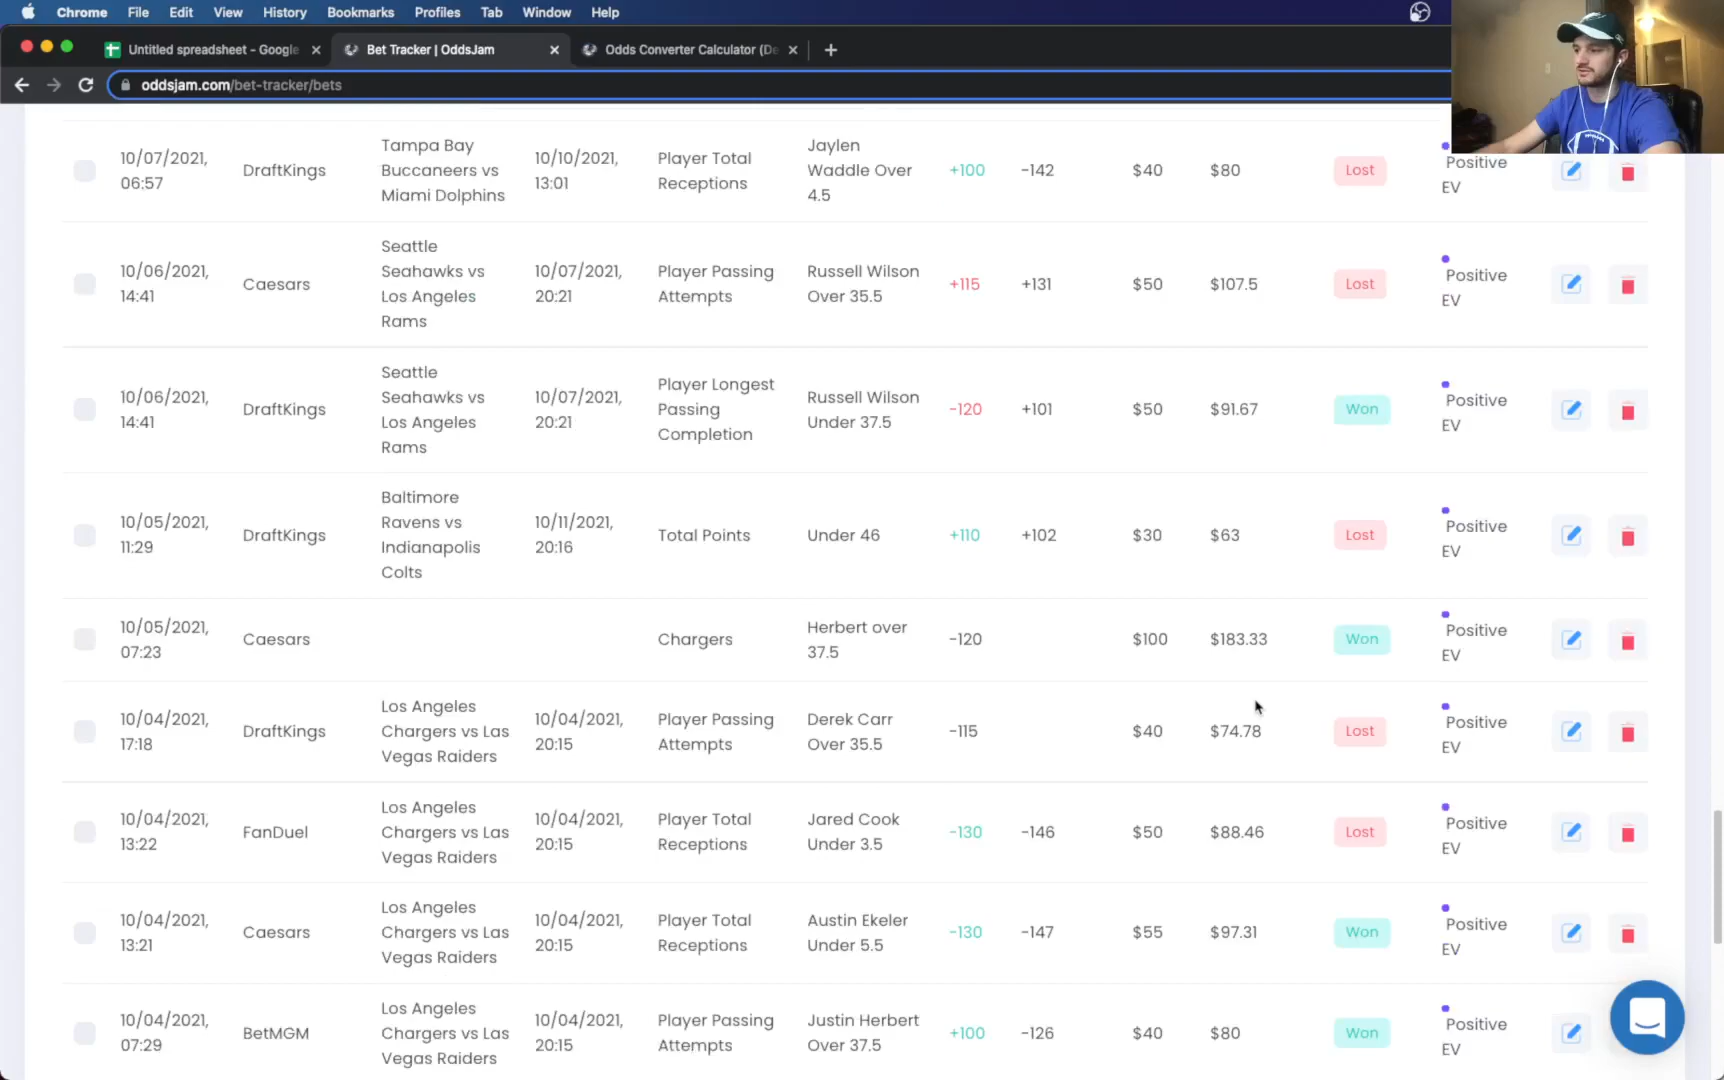 Chrome File Edit View History Bookmarks Profiles Tab Window Help
Untitled spreadsheet - Google
Bet Tracker | OddsJam
Odds Converter Calculator (De
oddsjam.com/bet-tracker/bets
10/07/2021,
06:57
DraftKings
Tampa Bay
Buccaneers vs
Miami Dolphins
10/10/2021,
13:01
Player Total
Receptions
Jaylen
Waddle Over
4.5
+100
-142
$40
$80
Lost
Positive
EV
10/06/2021,
14:41
Caesars
Seattle
Seahawks vs
Los Angeles
Rams
10/07/2021,
20:21
Player Passing
Attempts
Russell Wilson
Over 35.5
+115
+131
$50
$107.5
Lost
Positive
EV
10/06/2021,
14:41
DraftKings
Seattle
Seahawks vs
Los Angeles
Rams
10/07/2021,
20:21
Player Longest
Passing
Completion
Russell Wilson
Under 37.5
-120
+101
$50
$91.67
Won
Positive
EV
10/05/2021,
11:29
DraftKings
Baltimore
Ravens vs
Indianapolis
Colts
10/11/2021,
20:16
Total Points
Under 46
+110
+102
$30
$63
Lost
Positive
EV
10/05/2021,
07:23
Caesars
Chargers
Herbert over
37.5
-120
$100
$183.33
Won
Positive
EV
10/04/2021,
17:18
DraftKings
Los Angeles
Chargers vs Las
Vegas Raiders
10/04/2021,
20:15
Player Passing
Attempts
Derek Carr
Over 35.5
-115
$40
$74.78
Lost
Positive
EV
10/04/2021,
13:22
FanDuel
Los Angeles
Chargers vs Las
Vegas Raiders
10/04/2021,
20:15
Player Total
Receptions
Jared Cook
Under 3.5
-130
-146
$50
$88.46
Lost
Positive
EV
10/04/2021,
13:21
Caesars
Los Angeles
Chargers vs Las
Vegas Raiders
10/04/2021,
20:15
Player Total
Receptions
Austin Ekeler
Under 5.5
-130
-147
$55
$97.31
Won
Positive
EV
10/04/2021,
07:29
BetMGM
Los Angeles
Chargers vs Las
Vegas Raiders
10/04/2021,
20:15
Player Passing
Attempts
Justin Herbert
Over 37.5
+100
-126
$40
$80
Won
Positive
EV